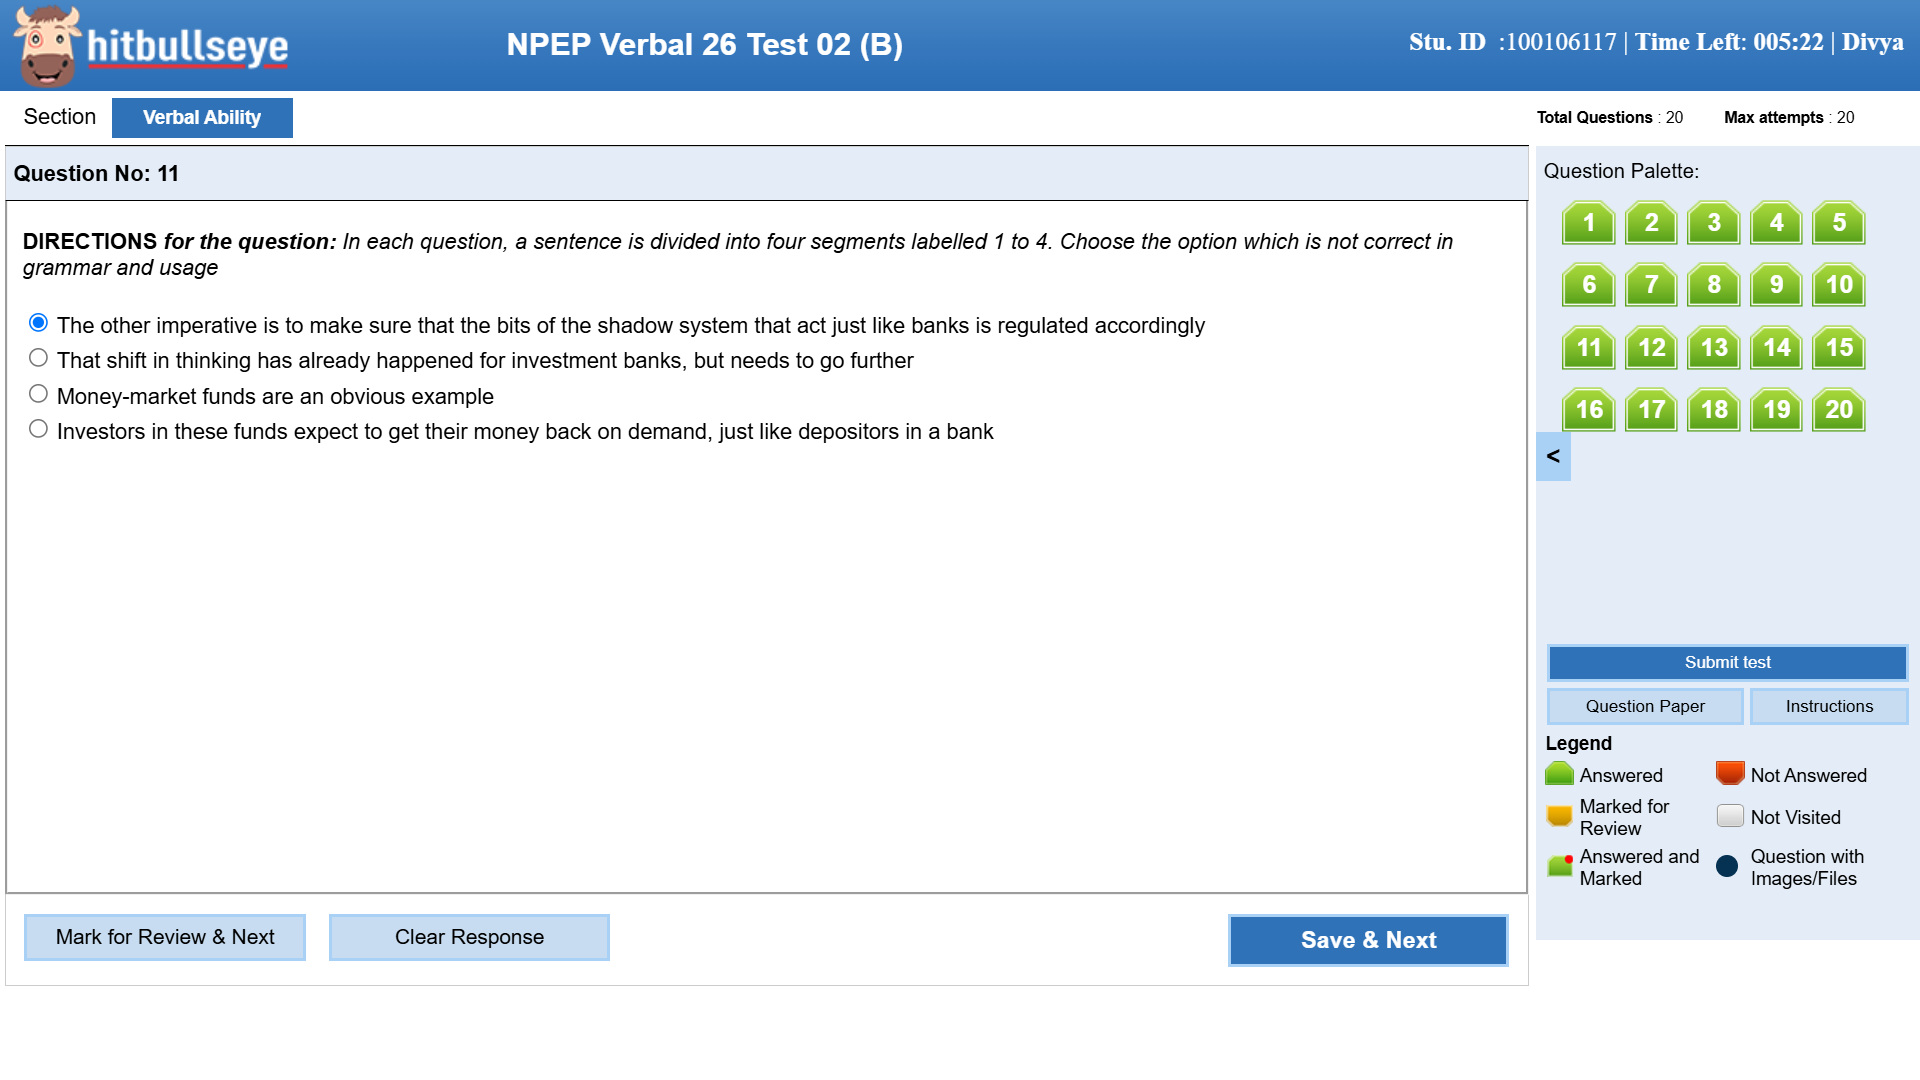 hitbullseye
NPEP Verbal 26 Test 02 (B)
Stu. ID :100106117 | Time Left: 005:22 | Divya
Section
Verbal Ability
Total Questions : 20
Max attempts : 20
Question No: 11
DIRECTIONS for the question: In each question, a sentence is divided into four segments labelled 1 to 4. Choose the option which is not correct in
grammar and usage
The other imperative is to make sure that the bits of the shadow system that act just like banks is regulated accordingly
That shift in thinking has already happened for investment banks, but needs to go further
Money-market funds are an obvious example
Investors in these funds expect to get their money back on demand, just like depositors in a bank
Mark for Review & Next
Clear Response
Save & Next
Question Palette:
1 2 3 4 5
6 7 8 9 10
11 12 13 14 15
16 17 18 19 20
<
Submit test
Question Paper
Instructions
Legend
Answered
Not Answered
Marked for
Review
Not Visited
Answered and
Marked
Question with
Images/Files